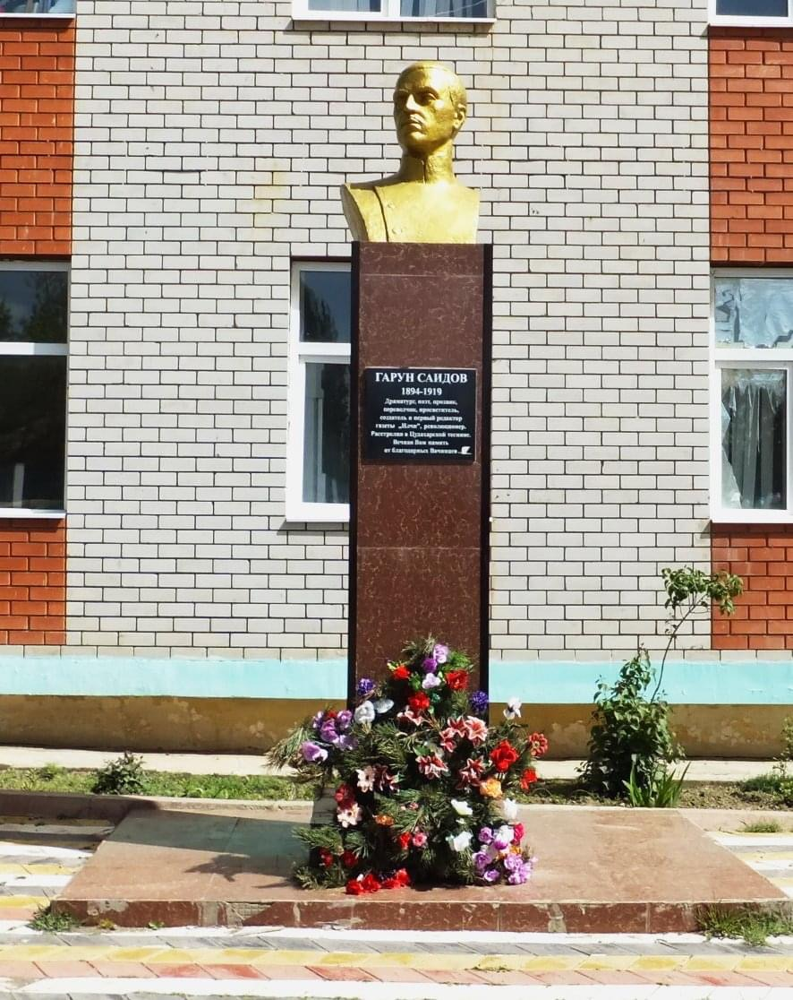 ГАРУН САИДОВ
1894-1919
Драматург, поэт, прозаик,
переводчик, просветитель,
создатель и первый редактор
газеты „Илчи", революционер.
Расстрелян в Цудахарской теснине.
Вечная Вам память
от благодарных Вачинцев